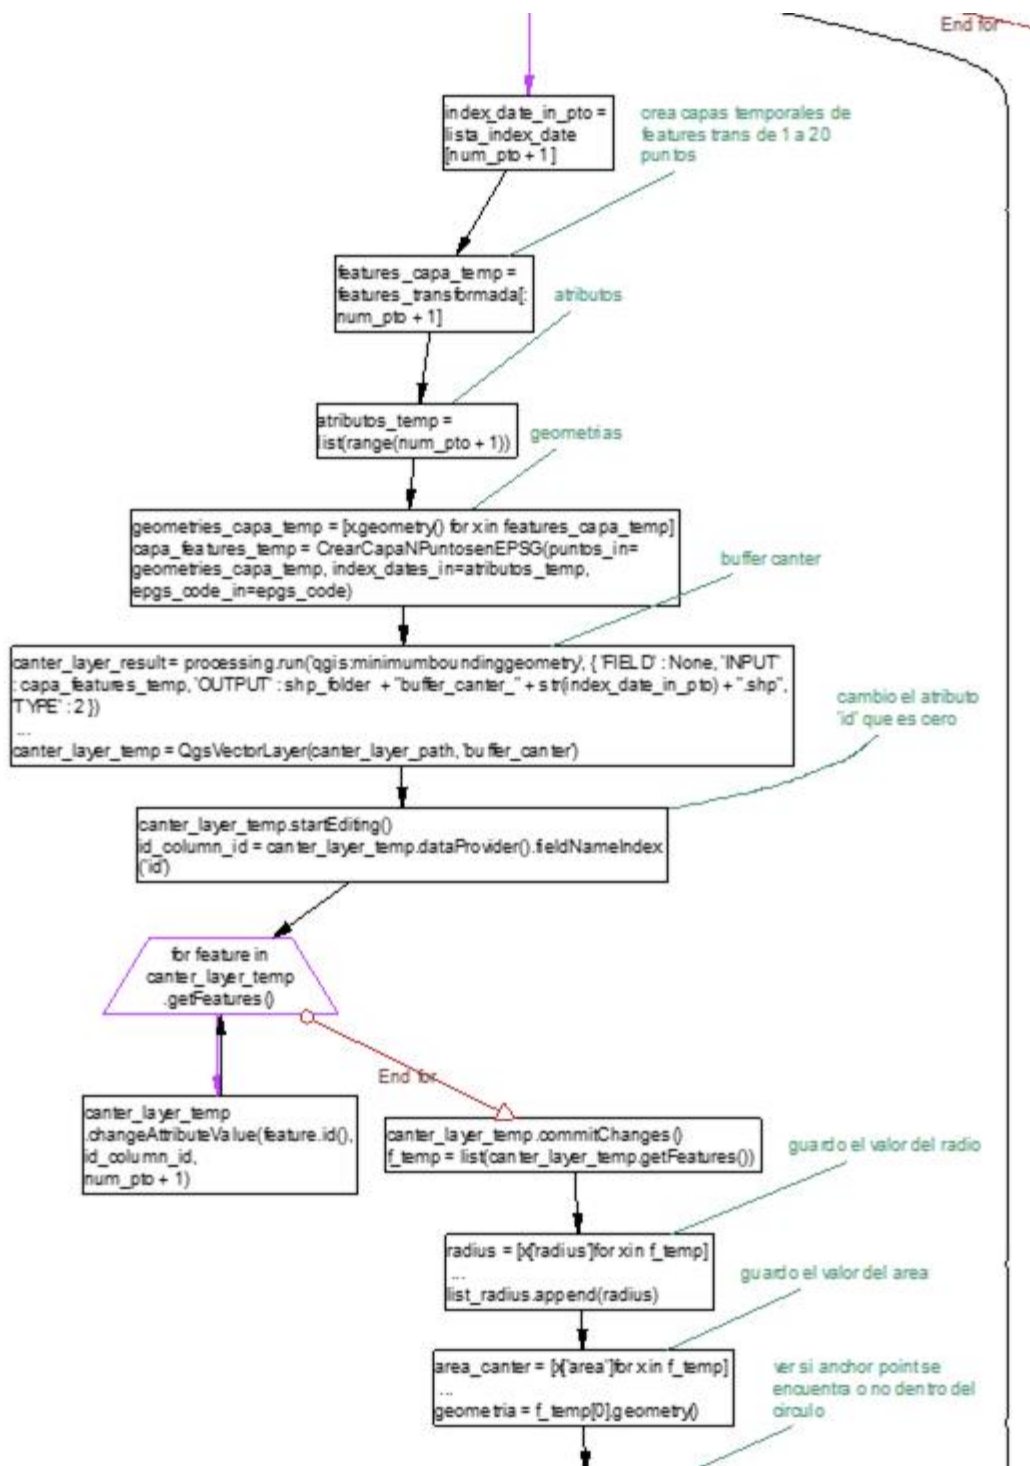 End for
index_date_in_pto =
lista_index_date
[num_pto + 1]
crea capas temporales de
features trans de 1 a 20
puntos
features_capa_temp =
features_transformada[:
num_pto + 1]
atributos
atributos_temp =
list(range(num_pto + 1))
geometrias
geometries_capa_temp = [x.geometry() for x in features_capa_temp]
capa_features_temp = CrearCapaNPuntosenEPSG(puntos_in=
geometries_capa_temp, index_dates_in=atributos_temp,
epgs_code_in=epgs_code)
buffer canter
canter_layer_result = processing.run('qgis:minimumboundinggeometry', { 'FIELD' : None, 'INPUT'
: capa_features_temp, 'OUTPUT' : shp_folder + "buffer_canter_" + str(index_date_in_pto) + ".shp",
'TYPE' : 2 })
...
canter_layer_temp = QgsVectorLayer(canter_layer_path, 'buffer_canter')
cambio el atributo
'id' que es cero
canter_layer_temp.startEditing()
id_column_id = canter_layer_temp.dataProvider().fieldNameIndex
('id')
for feature in
canter_layer_temp
.getFeatures()
End for
canter_layer_temp
.changeAttributeValue(feature.id(),
id_column_id,
num_pto + 1)
canter_layer_temp.commitChanges()
f_temp = list(canter_layer_temp.getFeatures())
guardo el valor del radio
radius = [x['radius']for x in f_temp]
...
list_radius.append(radius)
guardo el valor del area
area_canter = [x['area']for x in f_temp]
...
geometria = f_temp[0].geometry()
ver si anchor point se
encuentra o no dentro del
circulo